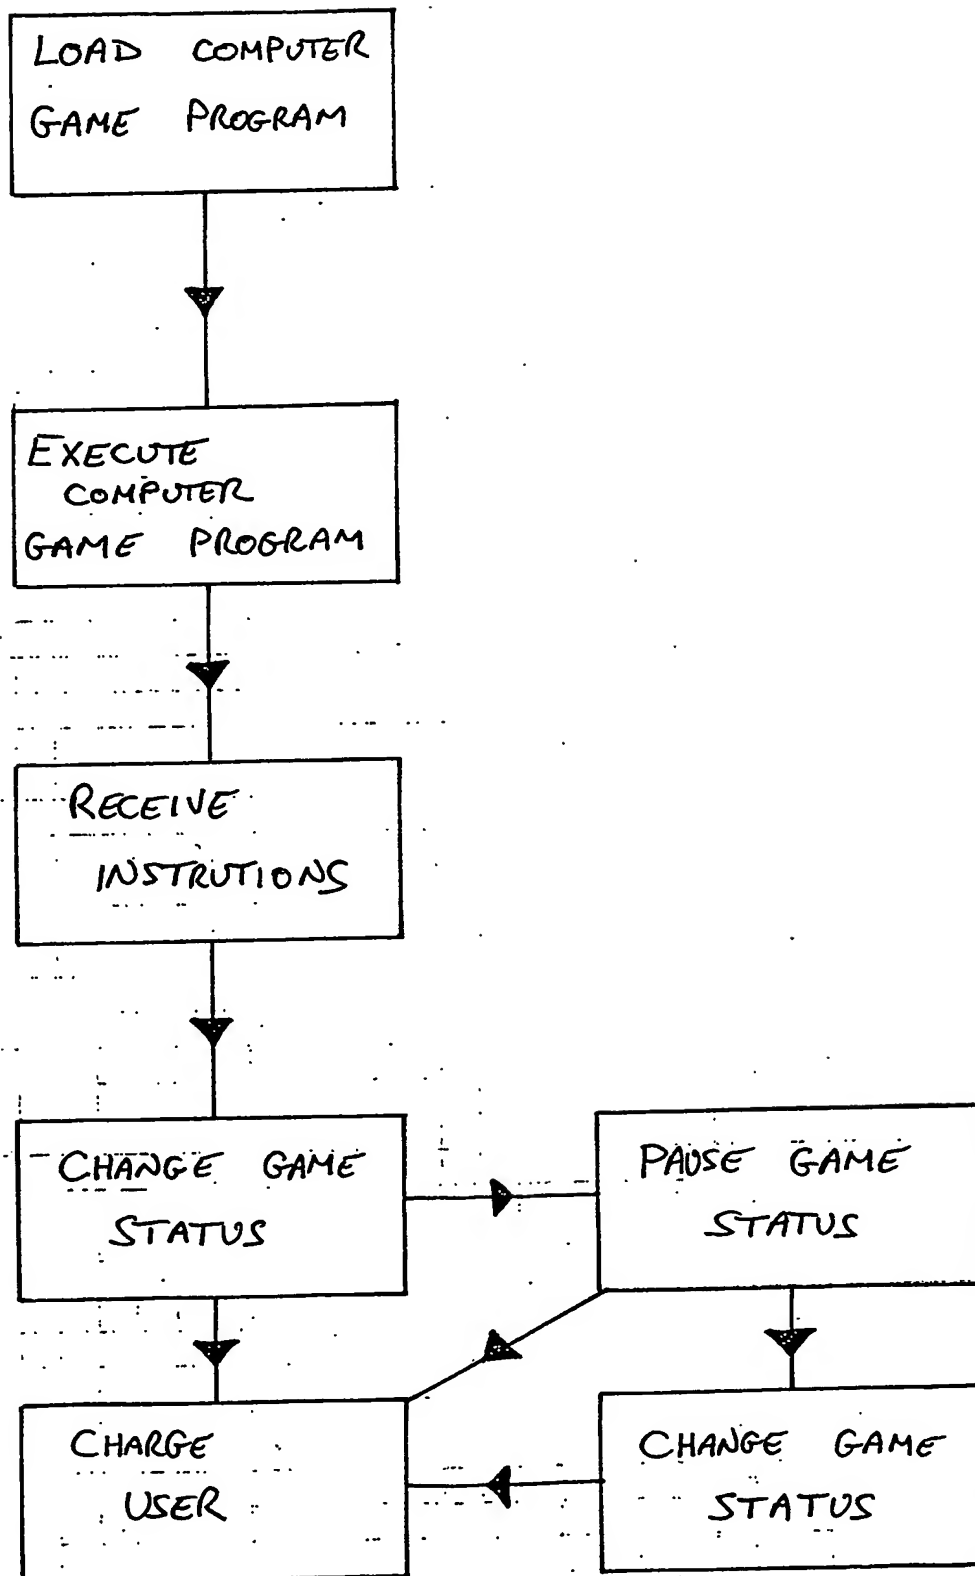 LOAD COMPUTER
GAME PROGRAM
EXECUTE
COMPUTER
GAME PROGRAM
RECEIVE
INSTRUTIONS
CHANGE GAME
STATUS
PAUSE GAME
STATUS
CHARGE
USER
CHANGE GAME
STATUS